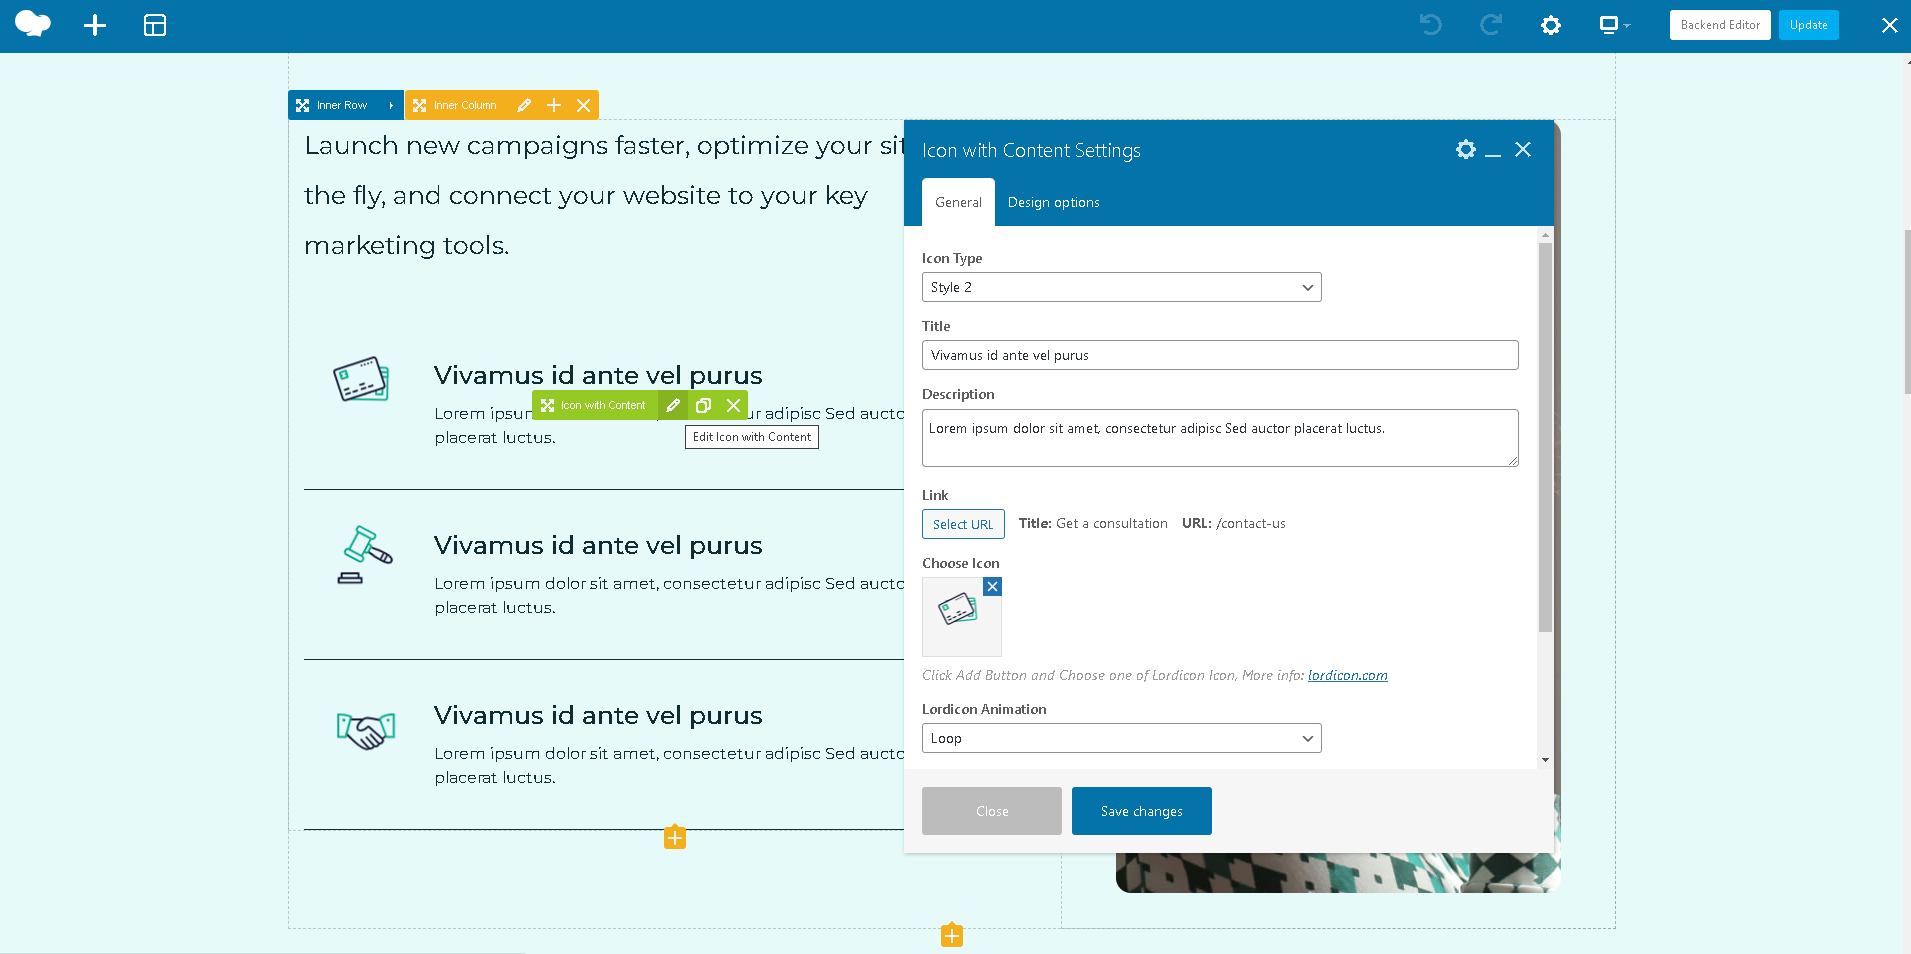 Backend Editor
Update
Inner Row
Inner Column
Launch new campaigns faster, optimize your sit
the fly, and connect your website to your key
marketing tools.
Vivamus id ante vel purus
Icon with Content
Lorem ipsur
ur adipisc Sed aucto
placerat luctus.
Edit Icon with Content
Vivamus id ante vel purus
Lorem ipsum dolor sit amet, consectetur adipisc Sed aucto
placerat luctus.
Vivamus id ante vel purus
Lorem ipsum dolor sit amet, consectetur adipisc Sed aucto
placerat luctus.
Icon with Content Settings
General
Design options
Icon Type
Style 2
Title
Vivamus id ante vel purus
Description
Lorem ipsum dolor sit amet, consectetur adipisc Sed auctor placerat luctus.
Link
Select URL
Title: Get a consultation URL: /contact-us
Choose Icon
Click Add Button and Choose one of Lordicon Icon, More info: lordicon.com
Lordicon Animation
Loop
Close
Save changes